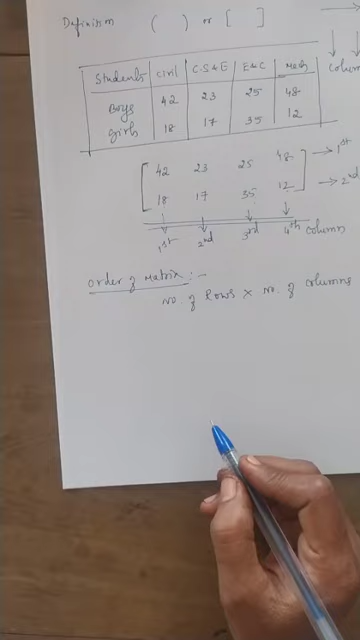 Definition ( ) or [ ]
Students Civil C.S & E E & C Mech
Boys 42 23 25 48
Girls 18 17 35 12
Column
42 23 25 48 → 1st
18 17 35 12 → 2nd
1st 2nd 3rd 4th Columns
Order of Matrix :-
No. of Rows × No. of Columns